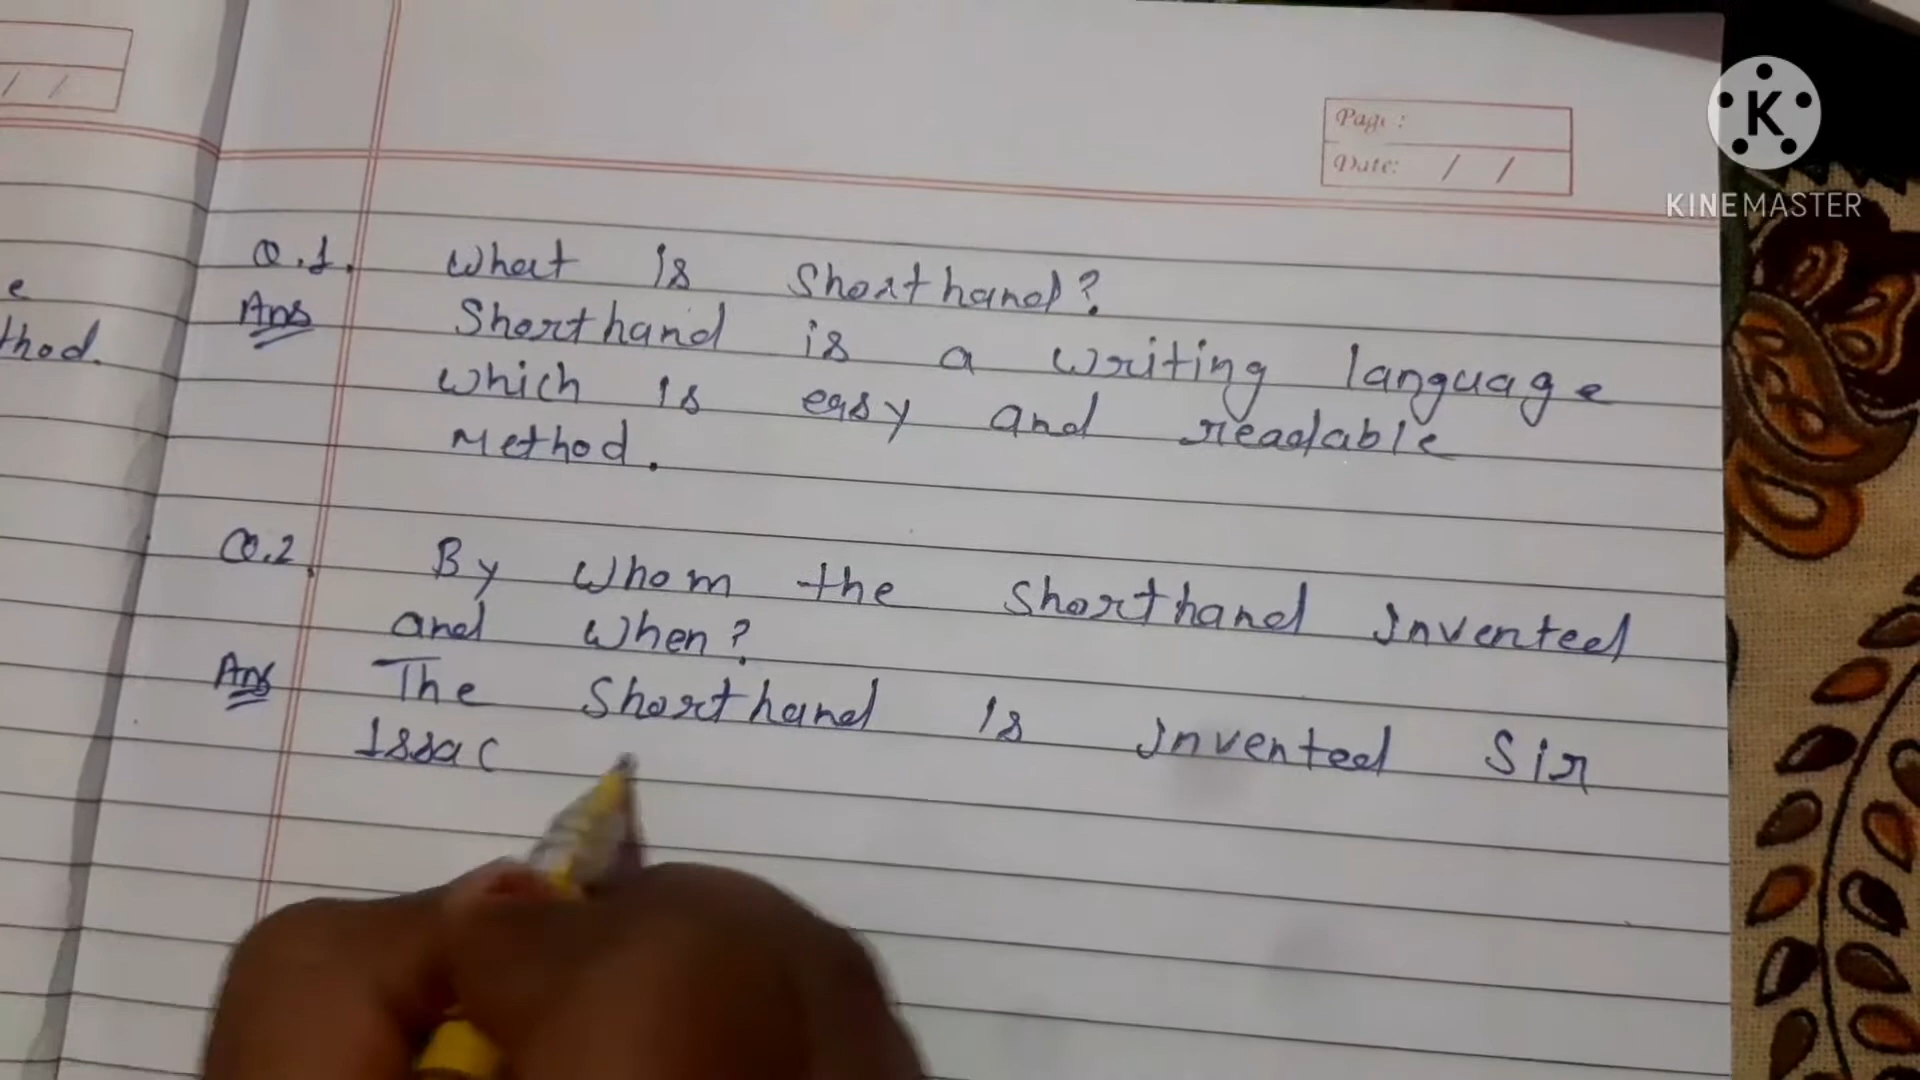 Page :
Date: / /
K
KINEMASTER
e
thod.
Q.1. What is Shorthand?
Ans Shorthand is a writing language
which is easy and readable
Method.
Q.2. By Whom the Shorthand Invented
and When?
Ans The Shorthand is Invented Sir
Issac